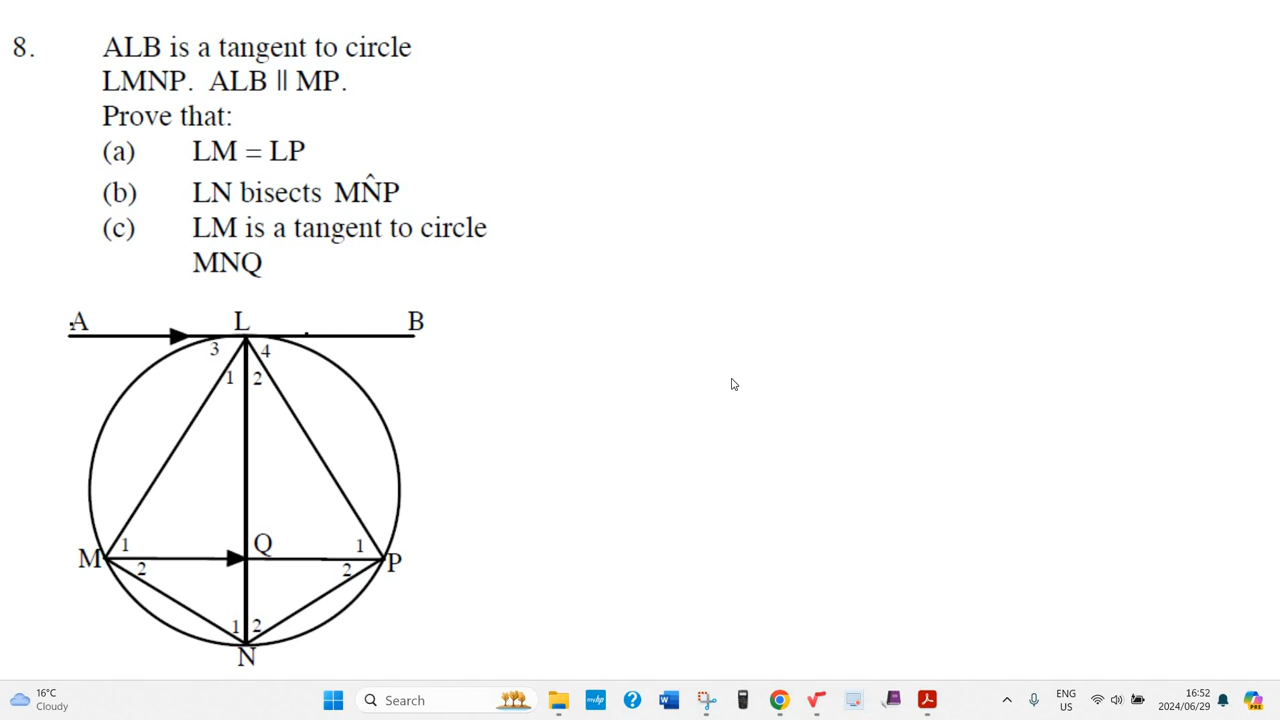 8. ALB is a tangent to circle
LMNP. ALB || MP.
Prove that:
(a) LM = LP
(b) LN bisects MN̂P
(c) LM is a tangent to circle
MNQ
A L B
3 4
1 2
M 1 Q 1 P
2 2
1 2
N
16°C
Cloudy
Search
ENG
US
16:52
2024/06/29